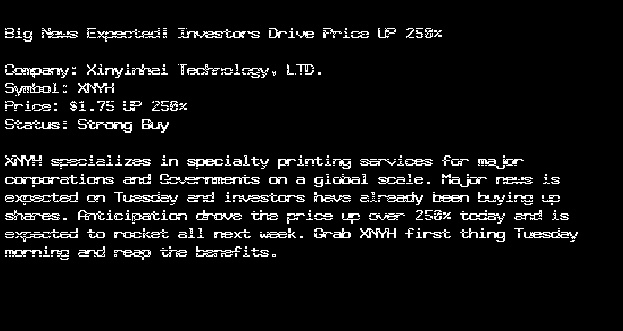 Big News Expected! Investors Drive Price UP 250%
Company: Xinyinhei Technology, LTD.
Symbol: XNYH
Price: $1.75 UP 250%
Status: Strong Buy
XNYH specializes in specialty printing services for major
corporations and Governments on a global scale. Major news is
expected on Tuesday and investors have already been buying up
shares. Anticipation drove the price up over 250% today and is
expected to rocket all next week. Grab XNYH first thing Tuesday
morning and reap the benefits.